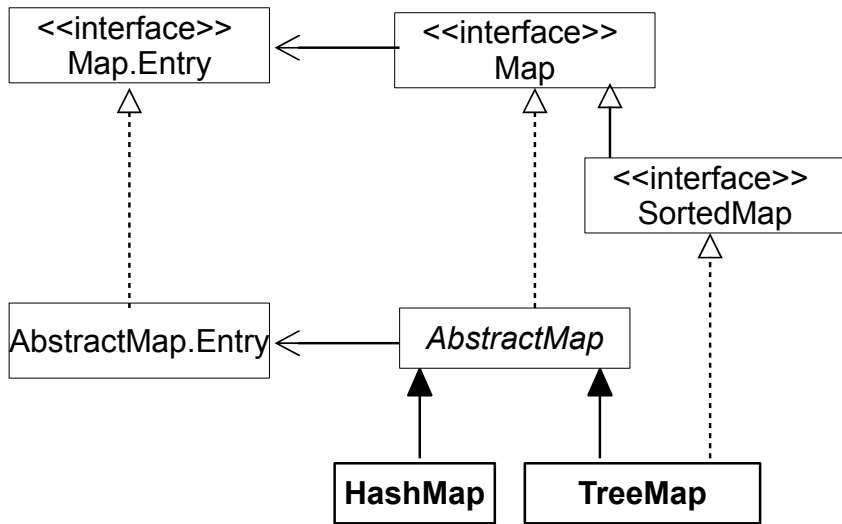 <<interface>>
Map.Entry
<<interface>>
Map
<<interface>>
SortedMap
AbstractMap.Entry
AbstractMap
HashMap
TreeMap